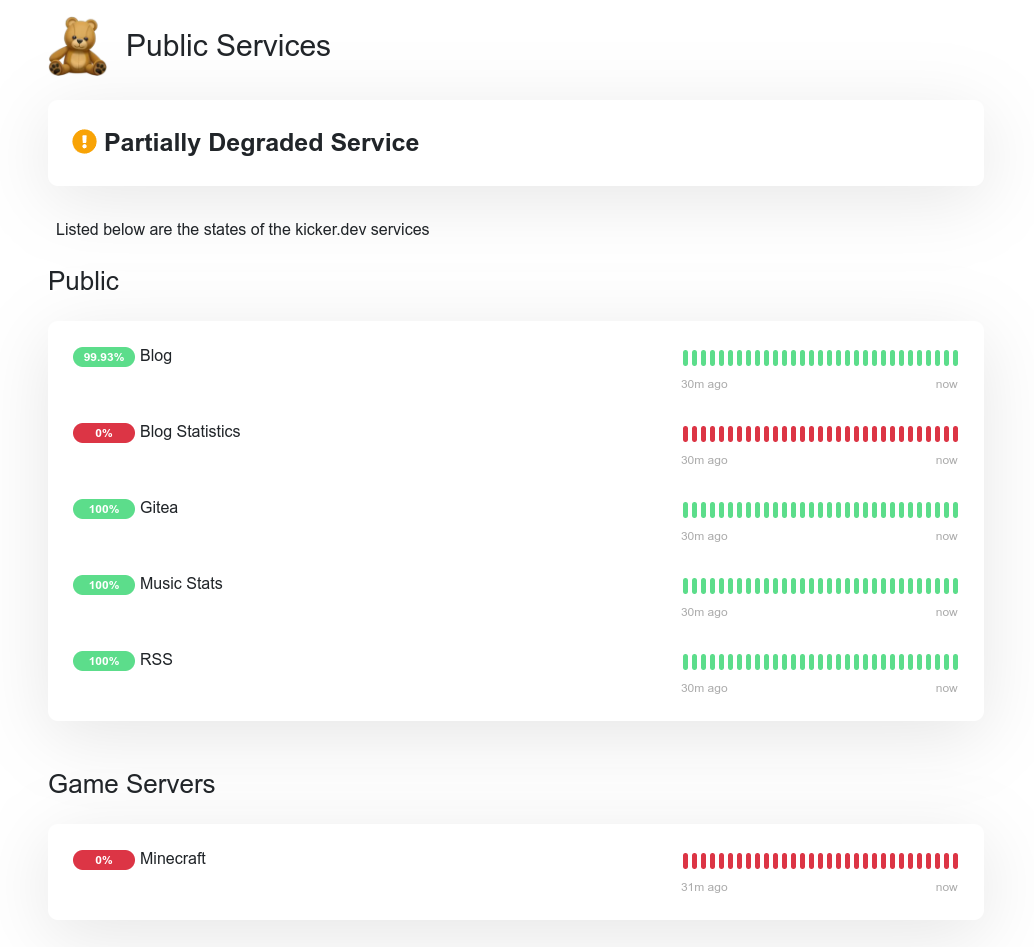 Public Services
Partially Degraded Service
Listed below are the states of the kicker.dev services
Public
99.93% Blog
30m ago now
0% Blog Statistics
30m ago now
100% Gitea
30m ago now
100% Music Stats
30m ago now
100% RSS
30m ago now
Game Servers
0% Minecraft
31m ago now